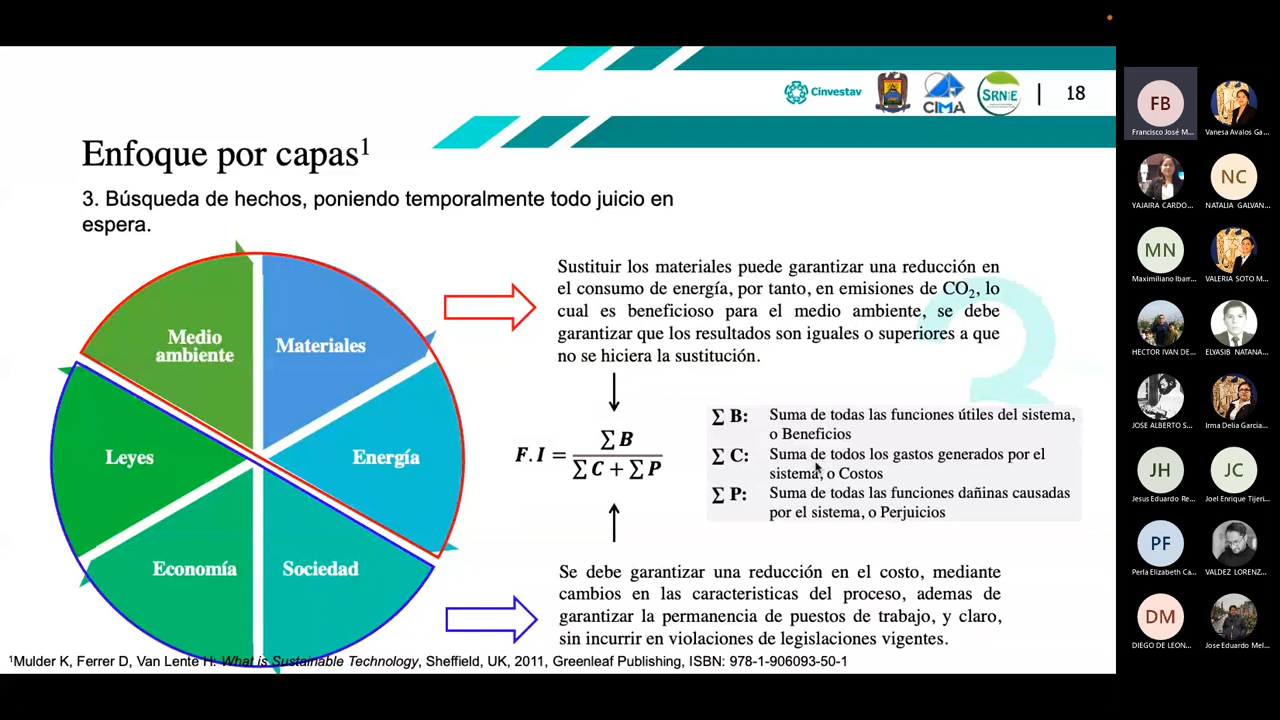 Cinvestav
CIMA
SRNyE
18
Enfoque por capas¹
3. Búsqueda de hechos, poniendo temporalmente todo juicio en
espera.
Medio
ambiente
Materiales
Leyes
Energía
Economía
Sociedad
Sustituir los materiales puede garantizar una reducción en
el consumo de energía, por tanto, en emisiones de CO₂, lo
cual es beneficioso para el medio ambiente, se debe
garantizar que los resultados son iguales o superiores a que
no se hiciera la sustitución.
3
F.I = ∑ B / ∑ C + ∑ P
∑ B: Suma de todas las funciones útiles del sistema,
o Beneficios
∑ C: Suma de todos los gastos generados por el
sistema, o Costos
∑ P: Suma de todas las funciones dañinas causadas
por el sistema, o Perjuicios
Se debe garantizar una reducción en el costo, mediante
cambios en las caracteristicas del proceso, ademas de
garantizar la permanencia de puestos de trabajo, y claro,
sin incurrir en violaciones de legislaciones vigentes.
¹Mulder K, Ferrer D, Van Lente H: What is Sustainable Technology, Sheffield, UK, 2011, Greenleaf Publishing, ISBN: 978-1-906093-50-1
FB
Francisco José M...
Vanesa Avalos Ga...
YAJAIRA CARDO...
NC
NATALIA GALVAN...
MN
Maximiliano Ibarr...
VALERIA SOTO M...
HECTOR IVAN DE...
ELYASIB NATANA...
JOSE ALBERTO S...
Irma Delia Garcia...
JH
Jesus Eduardo Re...
JC
Joel Enrique Tijeri...
PF
Perla Elizabeth Ca...
VALDEZ LORENZ...
DM
DIEGO DE LEON...
Jose Eduardo Mel...